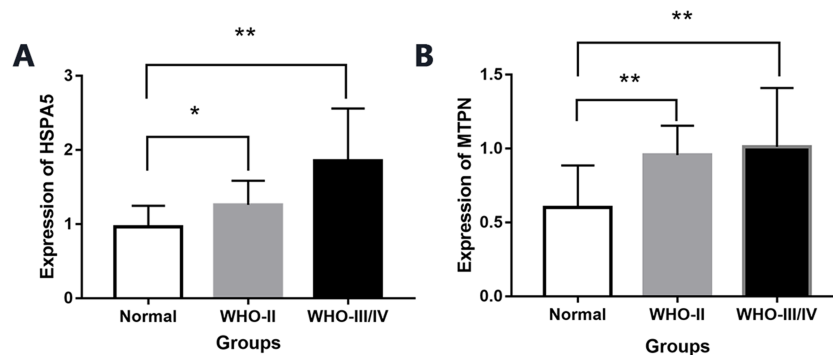 A
Expression of HSPA5
3
2
1
0
**
*
Normal WHO-II WHO-III/IV
Groups
B
Expression of MTPN
1.5
1.0
0.5
0.0
**
**
Normal WHO-II WHO-III/IV
Groups